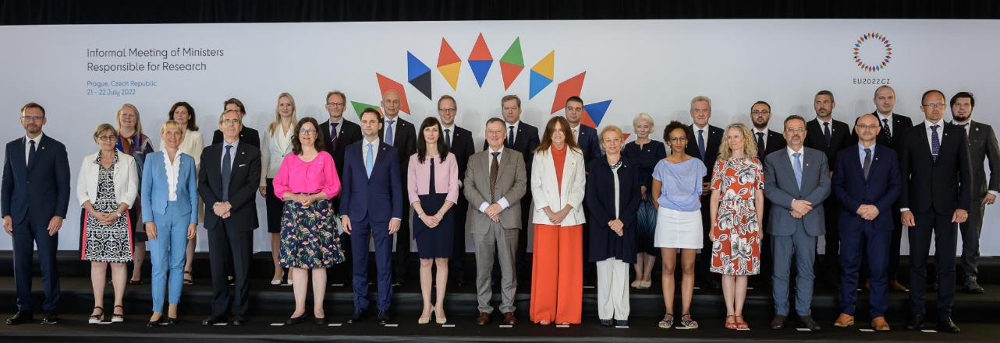 Informal Meeting of Ministers
Responsible for Research
Prague, Czech Republic
21 - 22 July 2022
EU2022.CZ